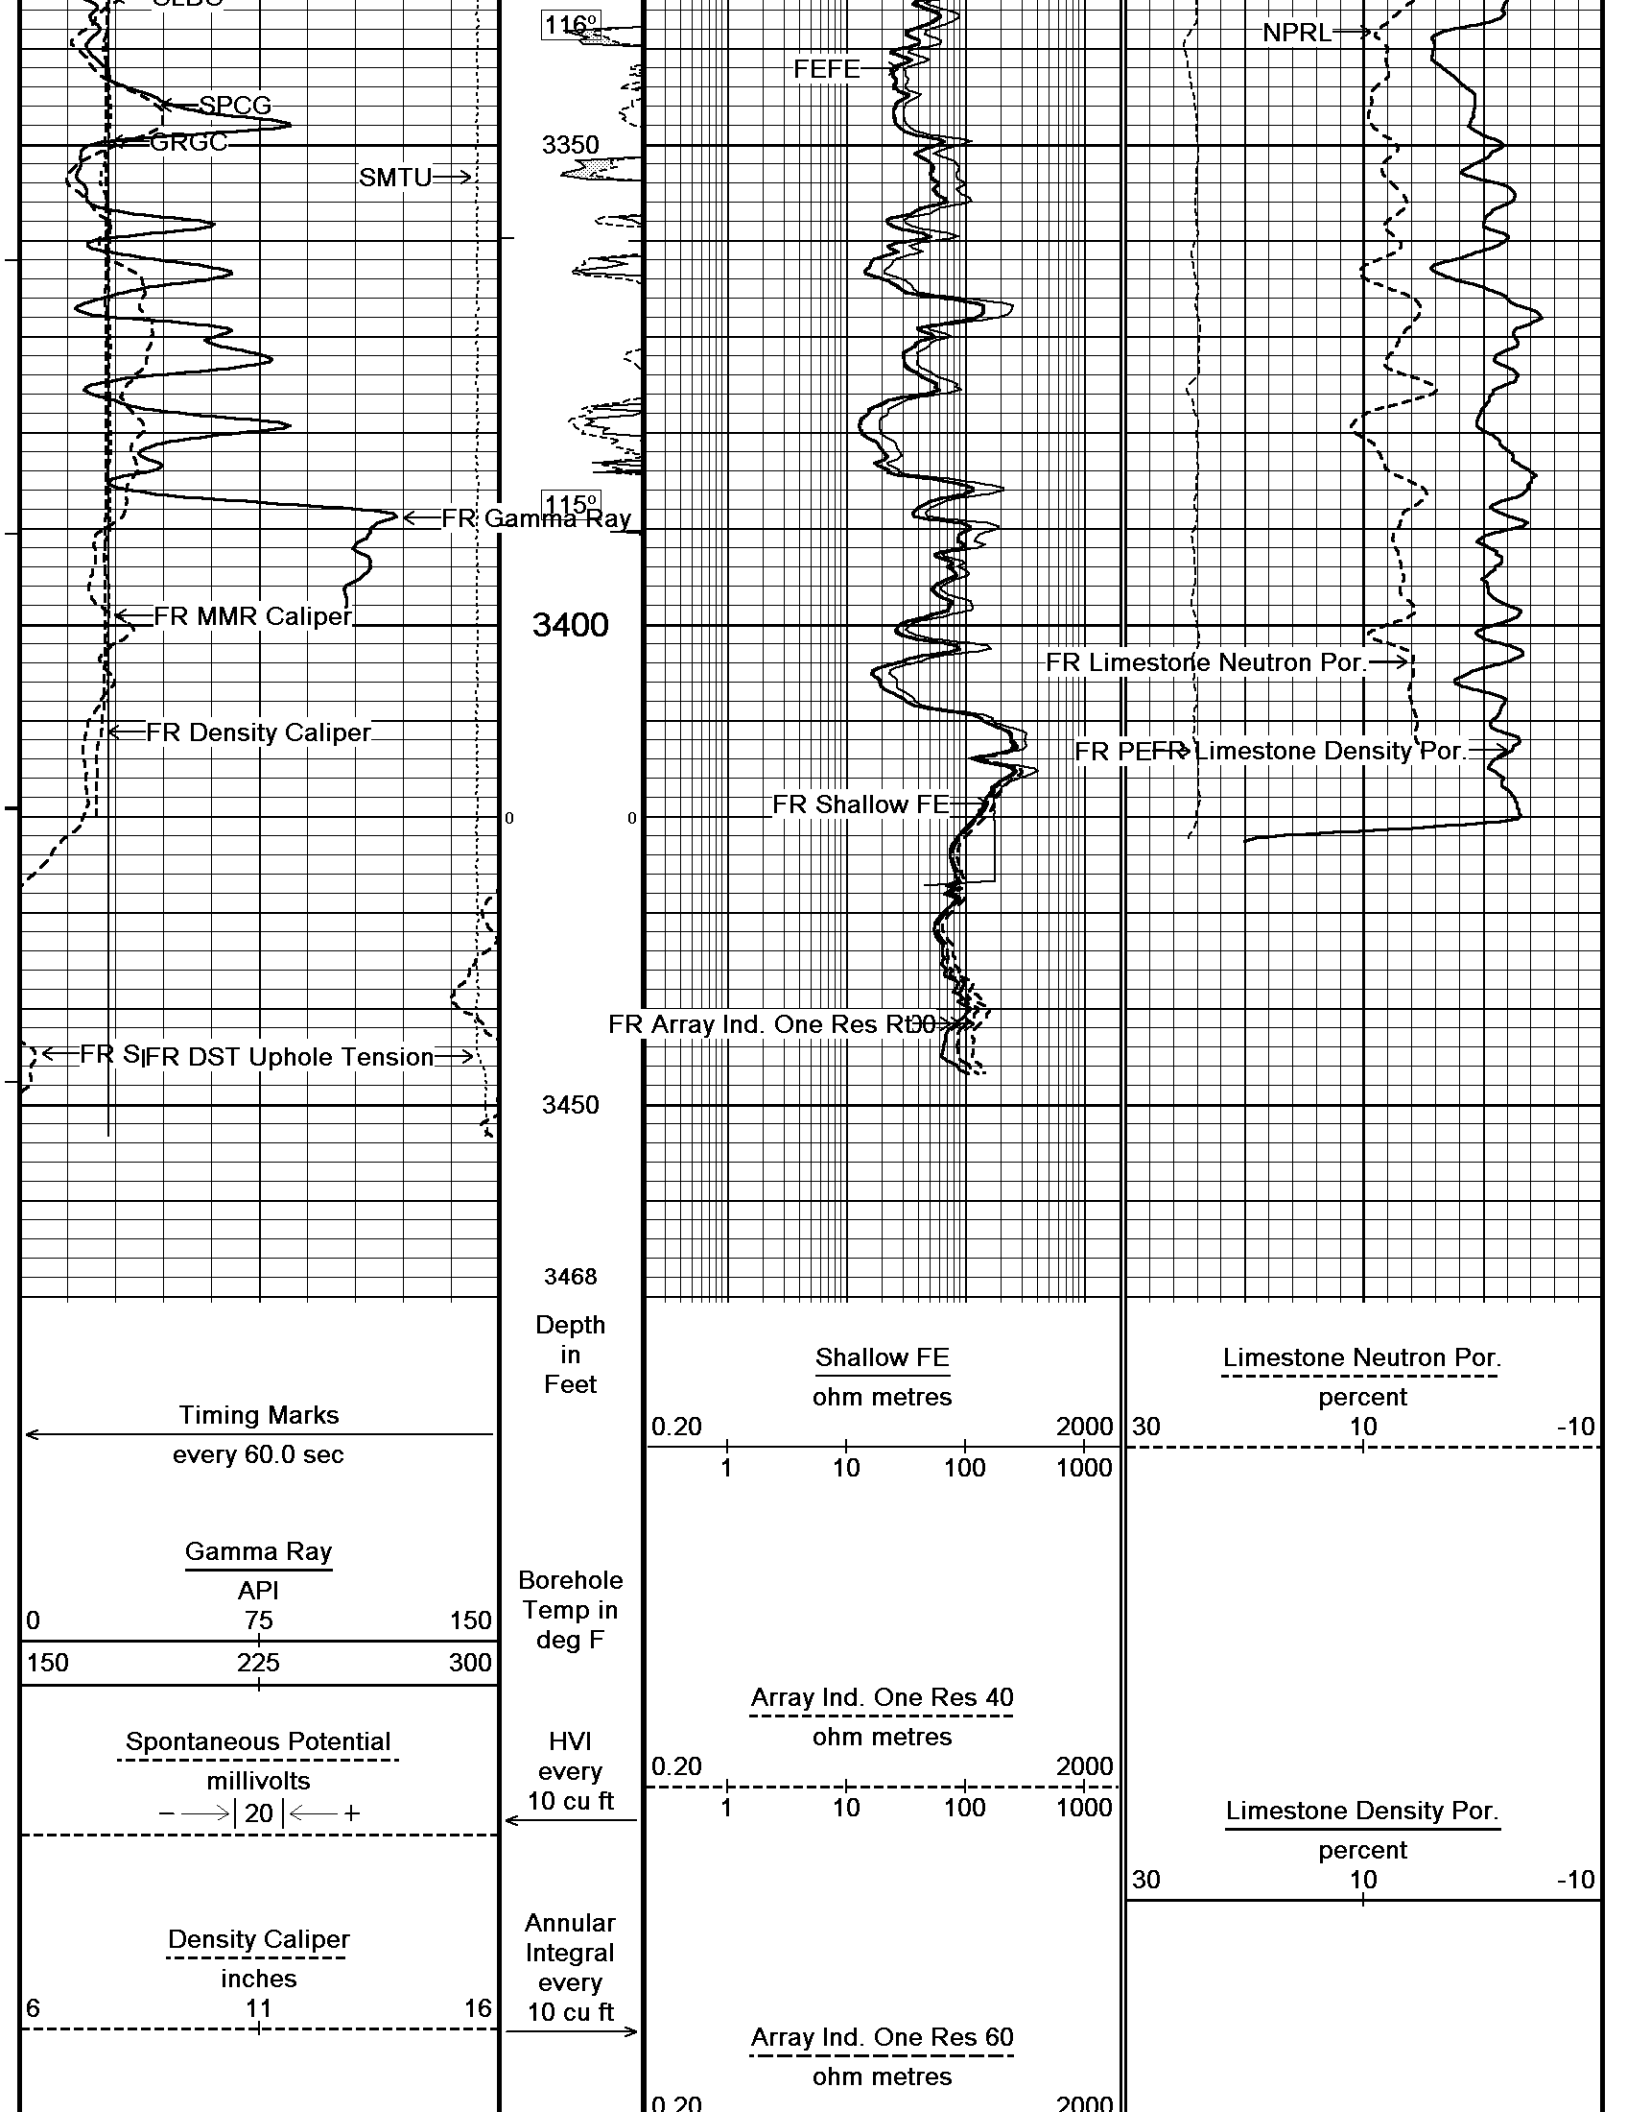 116º
NPRL
FEFE
SPCG
GRGC
3350
SMTU
115º
FR Gamma Ray
FR MMR Caliper
3400
FR Limestone Neutron Por.
FR Density Caliper
FR PE
FR Limestone Density Por.
FR Shallow FE
0
0
FR Array Ind. One Res Rt
FR S
FR DST Uphole Tension
3450
3468
Depth
in
Feet
Shallow FE
ohm metres
0.20 2000
1 10 100 1000
Limestone Neutron Por.
percent
30 10 -10
Timing Marks
every 60.0 sec
Gamma Ray
API
0 75 150
150 225 300
Borehole
Temp in
deg F
Array Ind. One Res 40
ohm metres
0.20 2000
1 10 100 1000
Spontaneous Potential
millivolts
− 20 +
HVI
every
10 cu ft
Limestone Density Por.
percent
30 10 -10
Density Caliper
inches
6 11 16
Annular
Integral
every
10 cu ft
Array Ind. One Res 60
ohm metres
0.20 2000